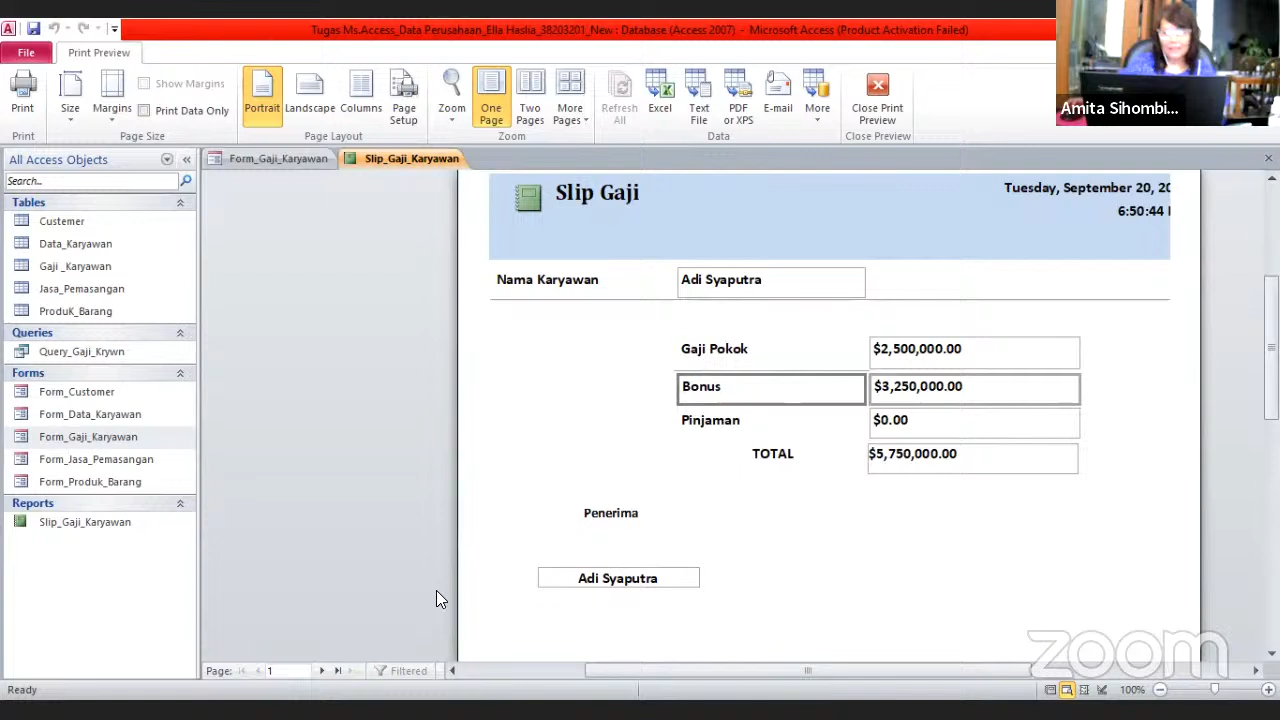 Tugas Ms.Access_Data Perusahaan_Ella Haslia_38203201_New : Database (Access 2007) - Microsoft Access (Product Activation Failed)
File
Print Preview
Print
Size
Margins
Show Margins
Print Data Only
Portrait
Landscape
Columns
Page Setup
Zoom
One Page
Two Pages
More Pages
Refresh All
Excel
Text File
PDF or XPS
E-mail
More
Close Print Preview
Print
Page Size
Page Layout
Zoom
Data
Close Preview
Amita Sihombi...
All Access Objects
Search...
Tables
Custemer
Data_Karyawan
Gaji _Karyawan
Jasa_Pemasangan
ProduK_Barang
Queries
Query_Gaji_Krywn
Forms
Form_Customer
Form_Data_Karyawan
Form_Gaji_Karyawan
Form_Jasa_Pemasangan
Form_Produk_Barang
Reports
Slip_Gaji_Karyawan
Form_Gaji_Karyawan
Slip_Gaji_Karyawan
Slip Gaji
Tuesday, September 20, 20
6:50:44
Nama Karyawan Adi Syaputra
Gaji Pokok $2,500,000.00
Bonus $3,250,000.00
Pinjaman $0.00
TOTAL $5,750,000.00
Penerima
Adi Syaputra
Page: 1
Filtered
zoom
Ready
100%